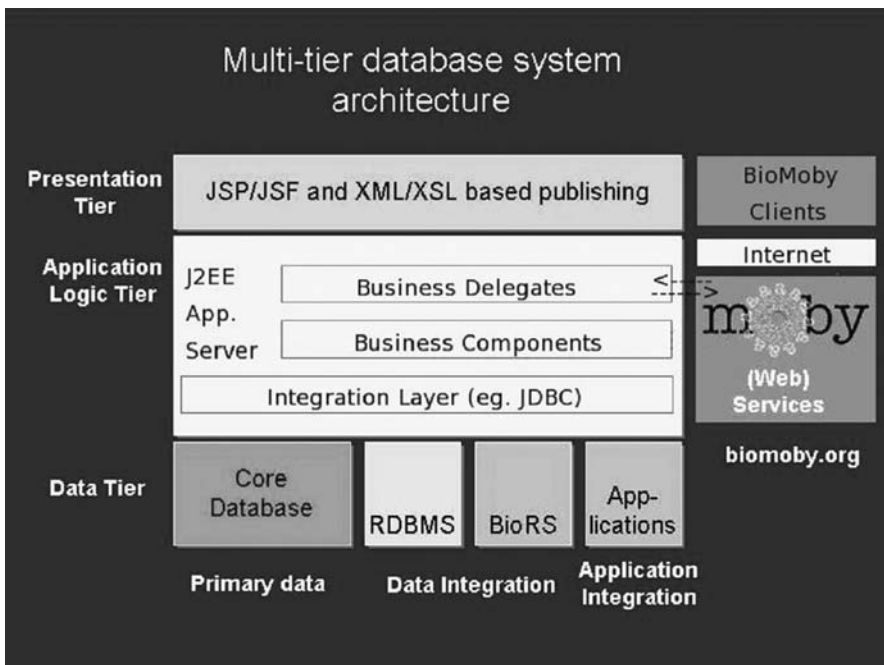 Multi-tier database system
architecture
Presentation
Tier
JSP/JSF and XML/XSL based publishing
BioMoby
Clients
Internet
Application
Logic Tier
J2EE
App.
Server
Business Delegates
Business Components
Integration Layer (eg. JDBC)
moby
(Web)
Services
biomoby.org
Data Tier
Core
Database
RDBMS
BioRS
App-
lications
Primary data
Data Integration
Application
Integration